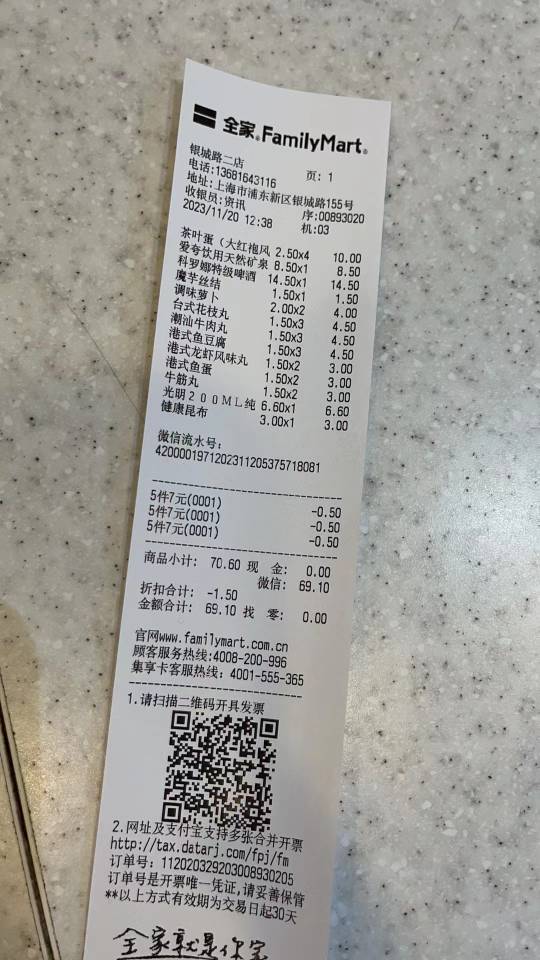 全家 FamilyMart
银城路二店 页: 1
电话:13681643116
地址:上海市浦东新区银城路155号
收银员:资讯 序:00893020
2023/11/20 12:38 机:03
茶叶蛋（大红袍风 2.50x4 10.00
爱夸饮用天然矿泉 8.50x1 8.50
科罗娜特级啤酒 14.50x1 14.50
魔芋丝结 1.50x1 1.50
调味萝卜 2.00x2 4.00
台式花枝丸 1.50x3 4.50
潮汕牛肉丸 1.50x3 4.50
港式鱼豆腐 1.50x3 4.50
港式龙虾风味丸 1.50x2 3.00
港式鱼蛋 1.50x2 3.00
牛筋丸 1.50x2 3.00
光明２００ＭＬ纯 6.60x1 6.60
健康昆布 3.00x1 3.00
微信流水号:
4200001971202311205375718081
5件7元(0001) -0.50
5件7元(0001) -0.50
5件7元(0001) -0.50
商品小计: 70.60 现 金: 0.00
微信: 69.10
折扣合计: -1.50
金额合计: 69.10 找 零: 0.00
官网www.familymart.com.cn
顾客服务热线:4008-200-996
集享卡客服热线: 4001-555-365
1.请扫描二维码开具发票
2.网址及支付宝支持多张合并开票
http://tax.datarj.com/fpj/fm
订单号: 112020329203008930205
订单号是开票唯一凭证,请妥善保管
**以上方式有效期为交易日起30天
全家就是你家